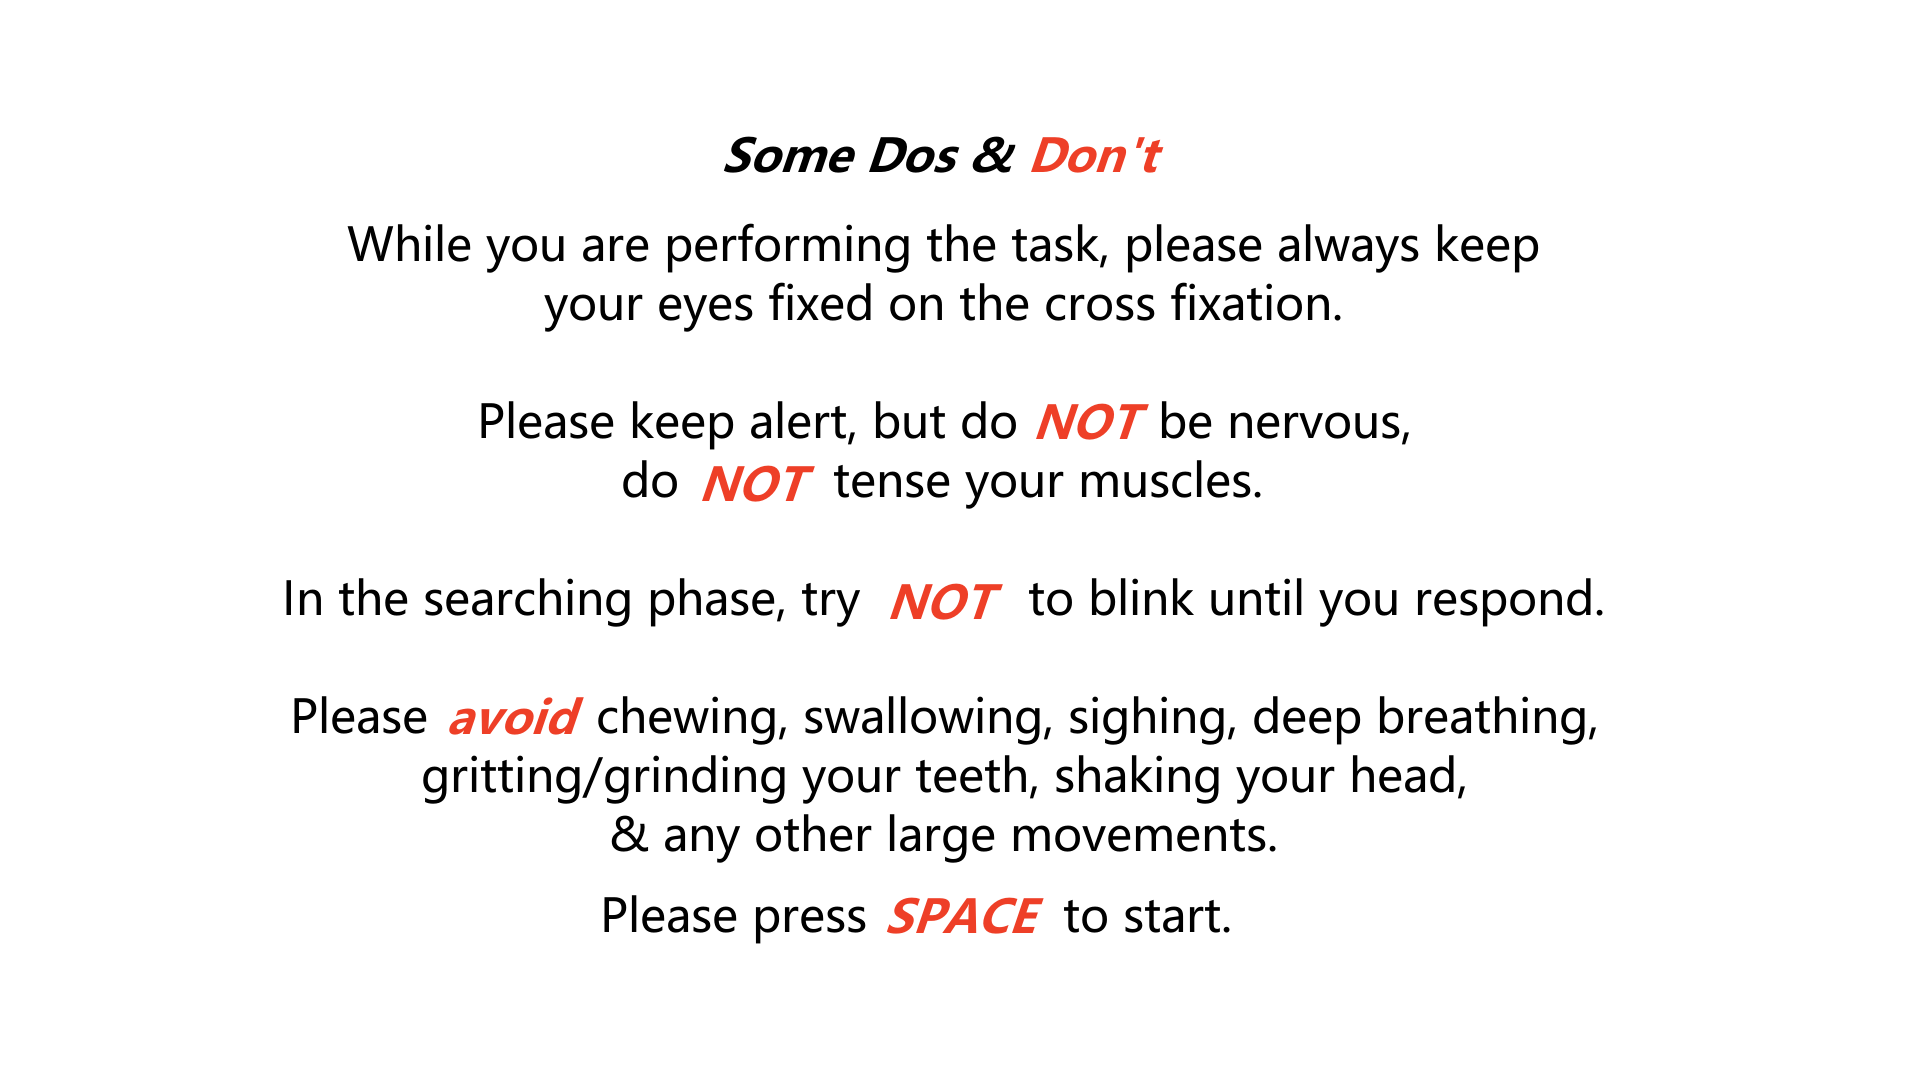 Some Dos & Don't
While you are performing the task, please always keep
your eyes fixed on the cross fixation.
Please keep alert, but do NOT be nervous,
do NOT tense your muscles.
In the searching phase, try NOT to blink until you respond.
Please avoid chewing, swallowing, sighing, deep breathing,
gritting/grinding your teeth, shaking your head,
& any other large movements.
Please press SPACE to start.